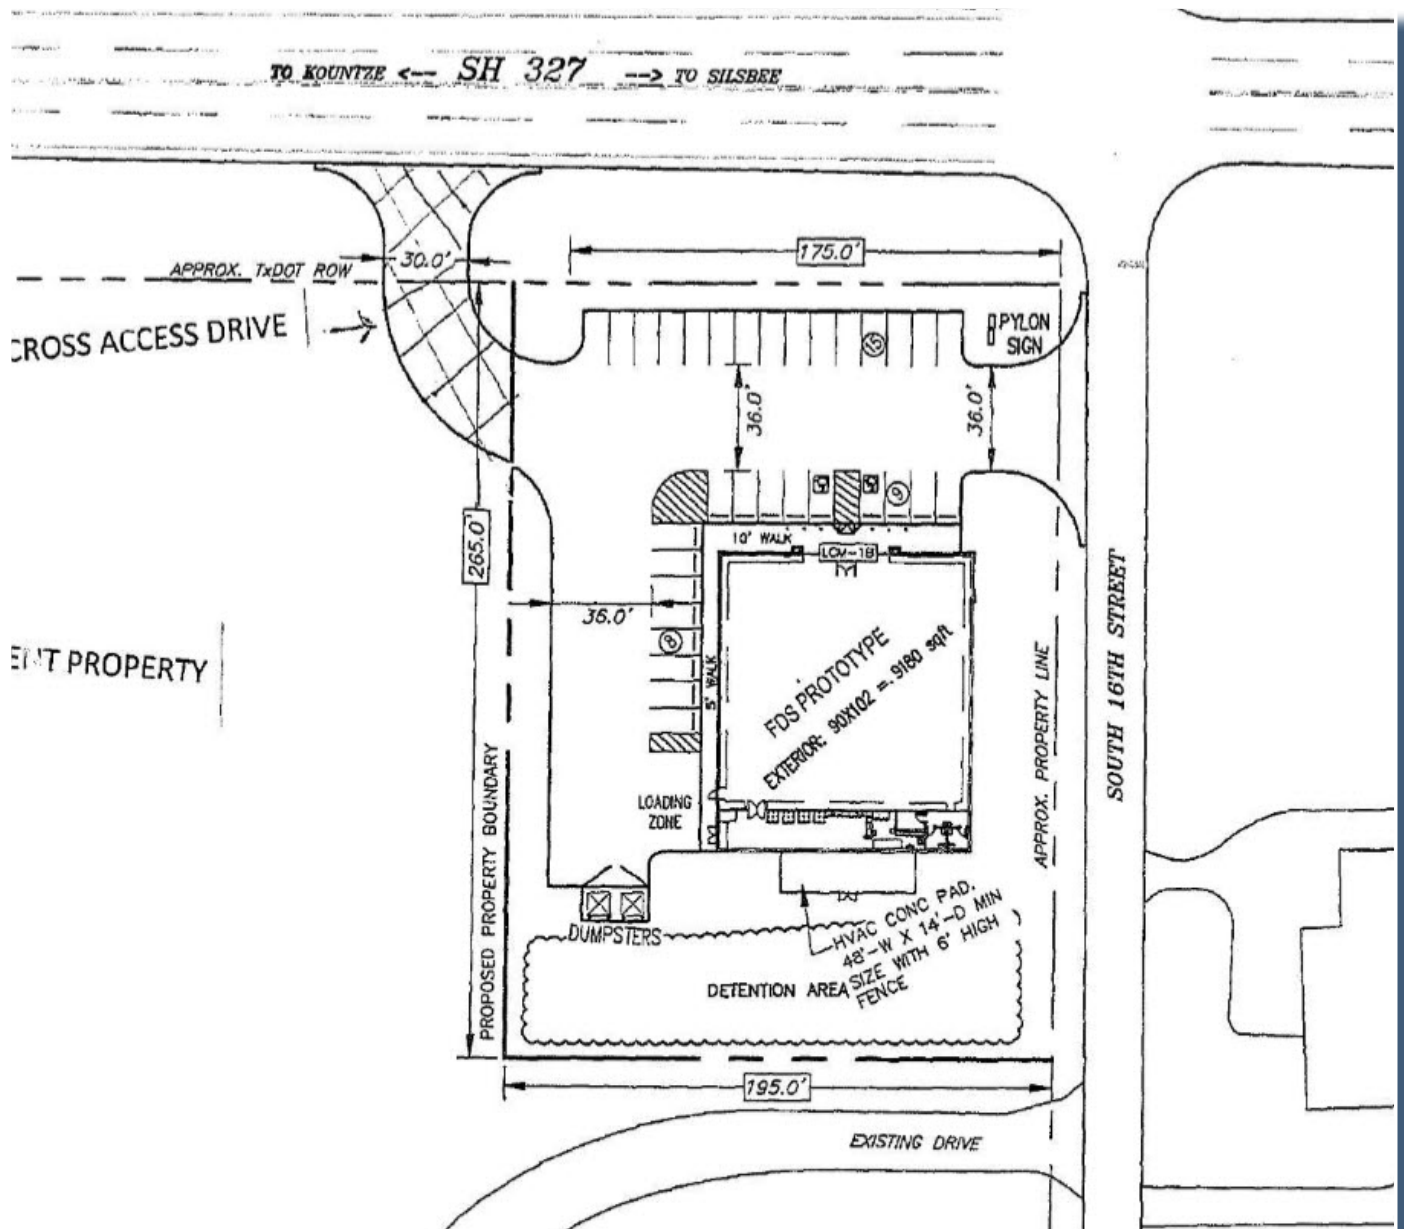 TO KOUNTZE <-- SH 327 --> TO SILSBEE
175.0'
30.0'
APPROX. TxDOT ROW
CROSS ACCESS DRIVE
PYLON
SIGN
15
36.0'
36.0'
9
10' WALK
LCM-1B
265.0'
36.0'
8
5' WALK
FDS PROTOTYPE
EXTERIOR: 90X102 = 9180 sqft
PROPERTY
SOUTH 16TH STREET
APPROX. PROPERTY LINE
PROPOSED PROPERTY BOUNDARY
LOADING
ZONE
DUMPSTERS
HVAC CONC PAD.
48'-W X 14'-D MIN
SIZE WITH 6' HIGH
FENCE
DETENTION AREA
195.0'
EXISTING DRIVE